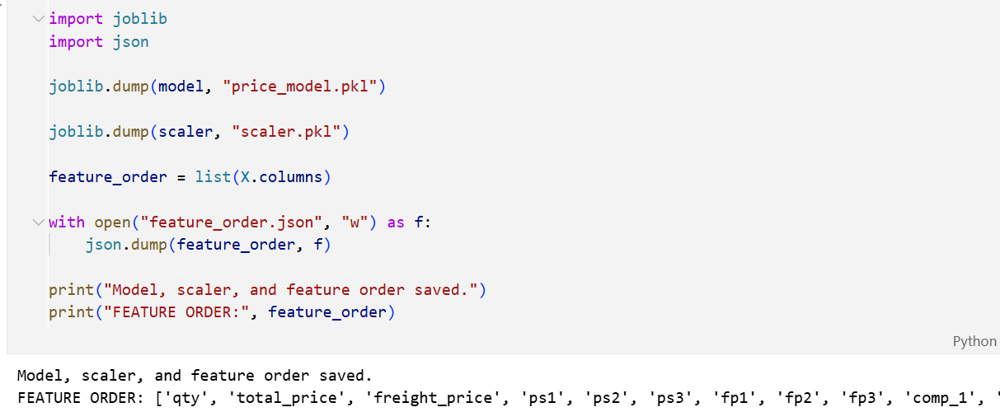 import joblib
import json
joblib.dump(model, "price_model.pkl")
joblib.dump(scaler, "scaler.pkl")
feature_order = list(X.columns)
with open("feature_order.json", "w") as f:
    json.dump(feature_order, f)
print("Model, scaler, and feature order saved.")
print("FEATURE ORDER:", feature_order)
Python
Model, scaler, and feature order saved.
FEATURE ORDER: ['qty', 'total_price', 'freight_price', 'ps1', 'ps2', 'ps3', 'fp1', 'fp2', 'fp3', 'comp_1', '